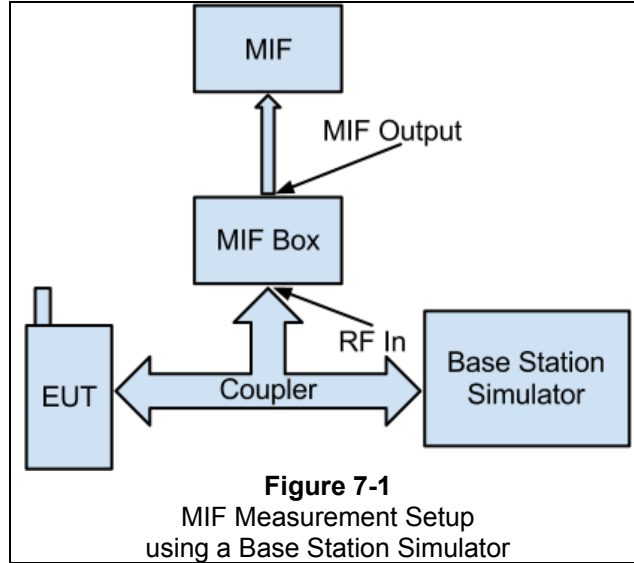 MIF
MIF Output
MIF Box
RF In
EUT
Coupler
Base Station
Simulator
Figure 7-1
MIF Measurement Setup
using a Base Station Simulator